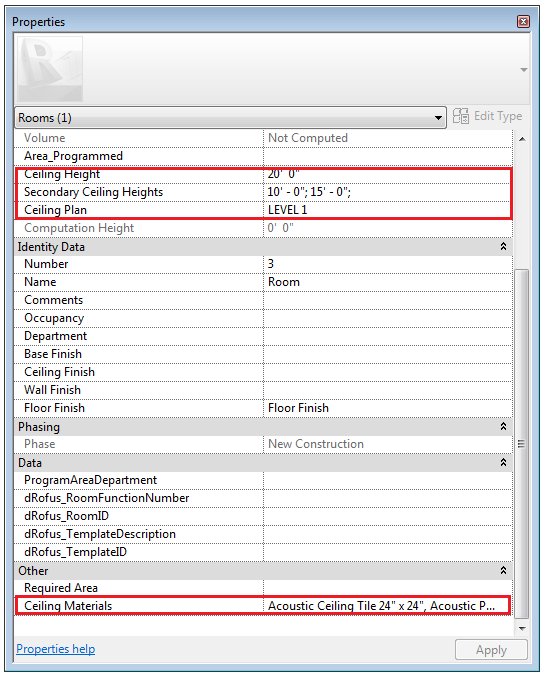 Properties
Rooms (1)
Edit Type
Volume Not Computed
Area_Programmed
Ceiling Height 20' 0"
Secondary Ceiling Heights 10' - 0"; 15' - 0";
Ceiling Plan LEVEL 1
Computation Height 0' 0"
Identity Data
Number 3
Name Room
Comments
Occupancy
Department
Base Finish
Ceiling Finish
Wall Finish
Floor Finish Floor Finish
Phasing
Phase New Construction
Data
ProgramAreaDepartment
dRofus_RoomFunctionNumber
dRofus_RoomID
dRofus_TemplateDescription
dRofus_TemplateID
Other
Required Area
Ceiling Materials Acoustic Ceiling Tile 24" x 24", Acoustic P...
Properties help
Apply